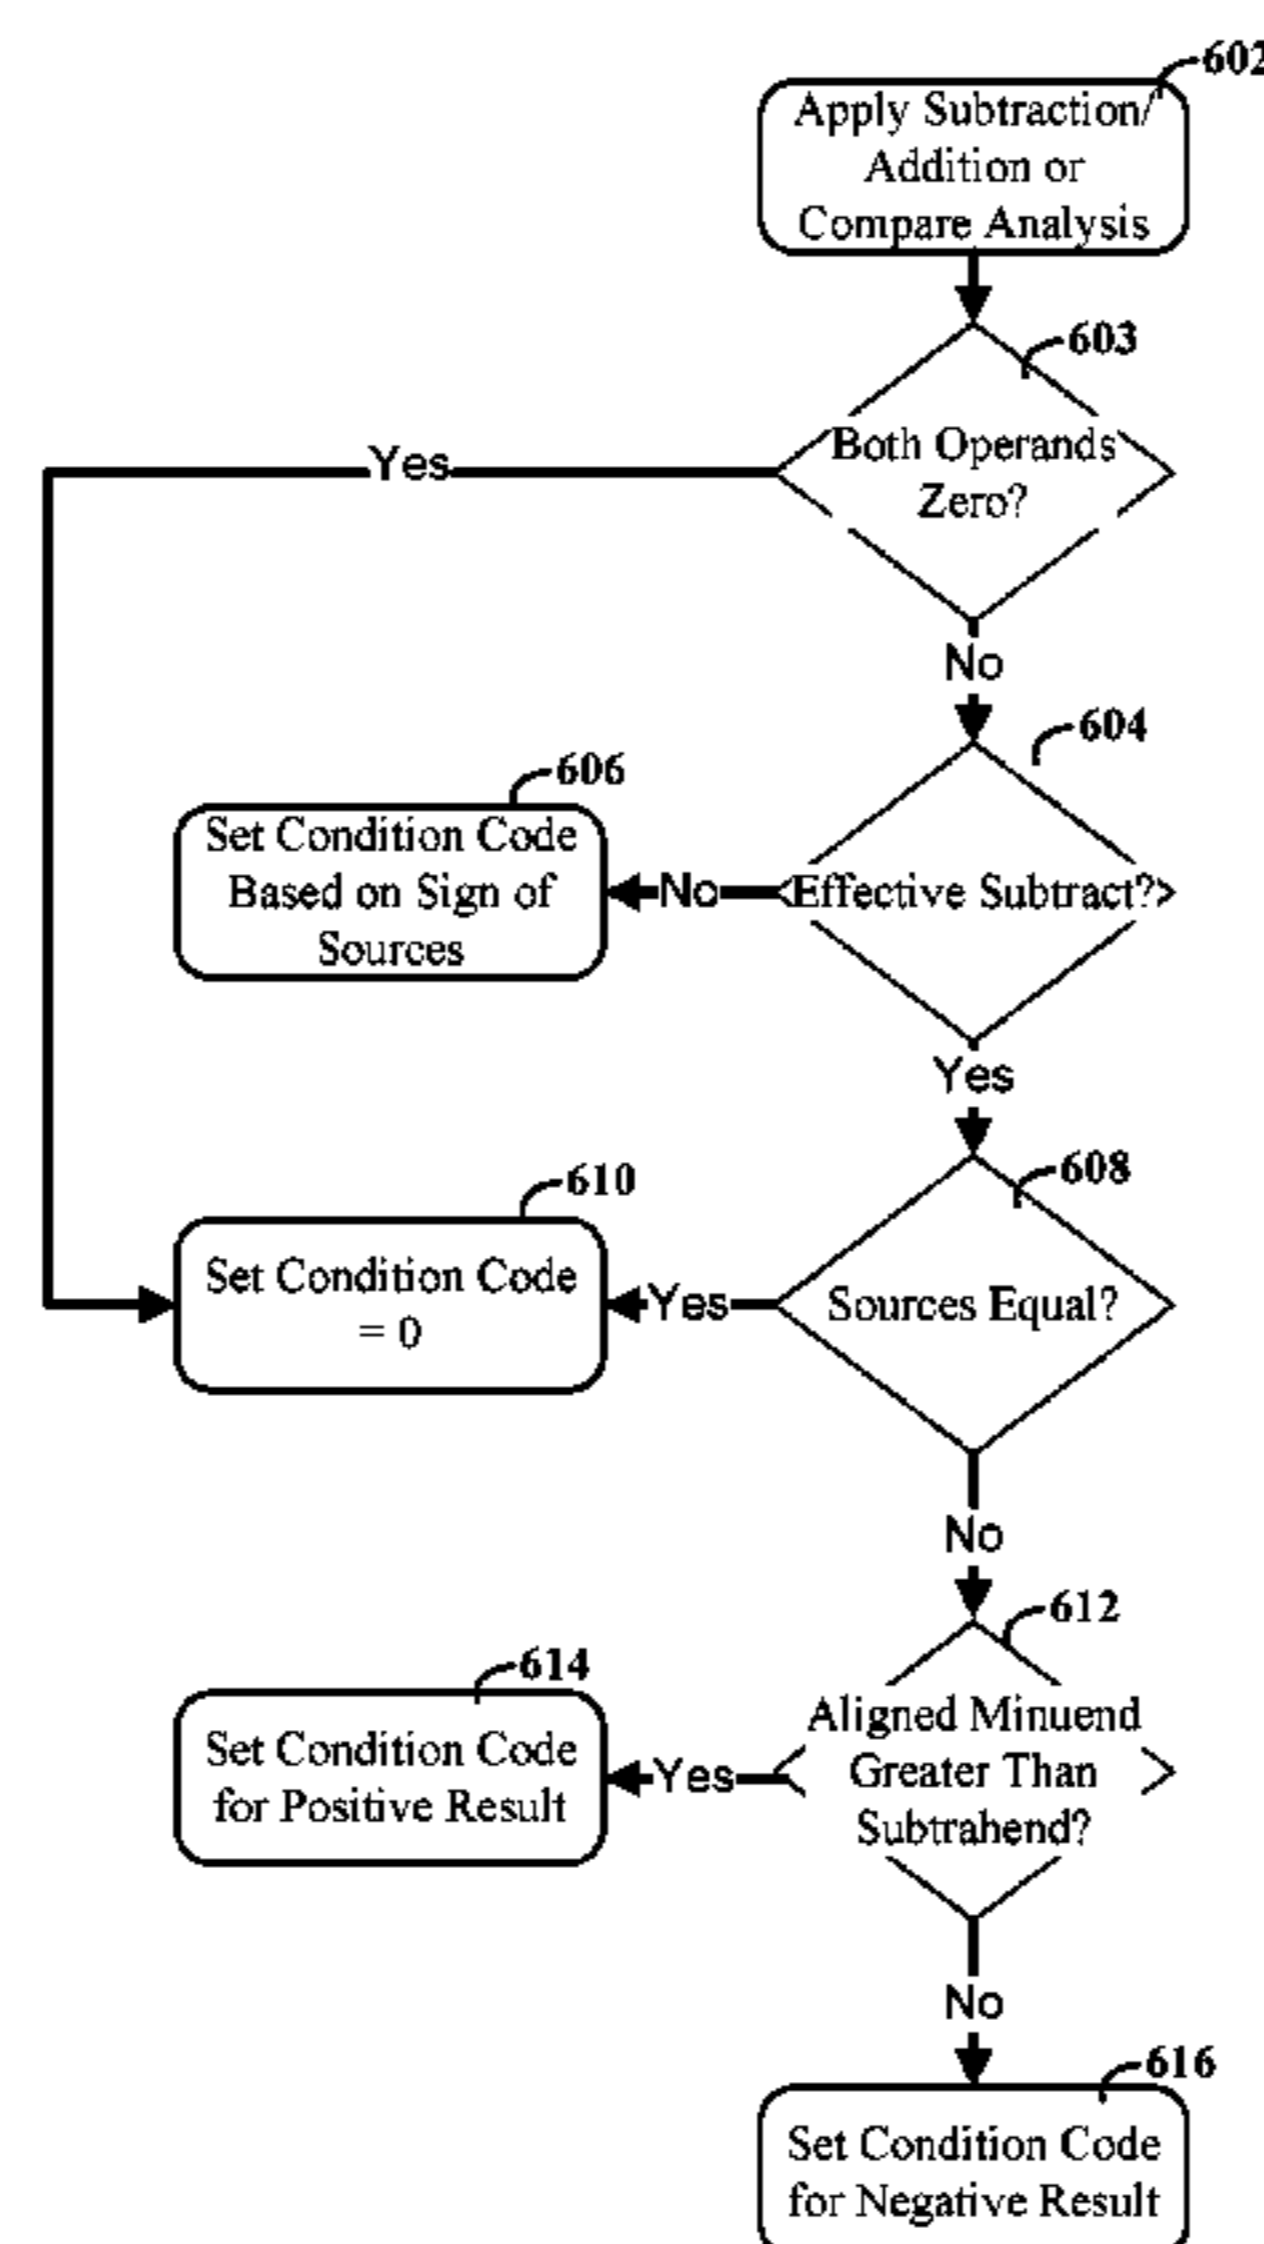 602
Apply Subtraction/
Addition or
Compare Analysis
603
Both Operands
Zero?
Yes
No
604
Effective Subtract?
No
606
Set Condition Code
Based on Sign of
Sources
Yes
608
Sources Equal?
Yes
610
Set Condition Code
= 0
No
612
Aligned Minuend
Greater Than
Subtrahend?
Yes
614
Set Condition Code
for Positive Result
No
616
Set Condition Code
for Negative Result